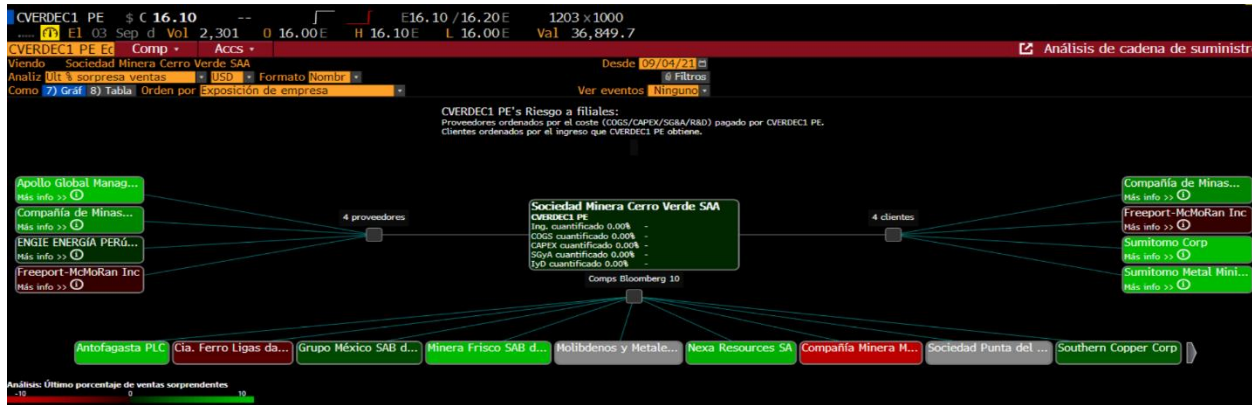 CVERDEC1 PE $ C 16.10 -- E16.10 / 16.20E 1203 x 1000
El 03 Sep d Vol 2,301 O 16.00E H 16.10E L 16.00E Val 36,849.7
CVERDEC1 PE Eq Comp Accs Análisis de cadena de suministr
Viendo Sociedad Minera Cerro Verde SAA Desde 09/04/21
Analiz Últ % sorpresa ventas USD Formato Nombr Filtros
Como 7) Gráf 8) Tabla Orden por Exposición de empresa Ver eventos Ninguno
CVERDEC1 PE's Riesgo a filiales:
Proveedores ordenados por el coste (COGS/CAPEX/SG&A/R&D) pagado por CVERDEC1 PE.
Clientes ordenados por el ingreso que CVERDEC1 PE obtiene.
Apollo Global Manag...
Más info >>
Compañía de Minas...
Más info >>
ENGIE ENERGÍA PERú...
Más info >>
Freeport-McMoRan Inc
Más info >>
4 proveedores
Sociedad Minera Cerro Verde SAA
CVERDEC1 PE
Ing. cuantificado 0.00% -
COGS cuantificado 0.00% -
CAPEX cuantificado 0.00% -
SGyA cuantificado 0.00% -
IyD cuantificado 0.00% -
4 clientes
Compañía de Minas...
Más info >>
Freeport-McMoRan Inc
Más info >>
Sumitomo Corp
Más info >>
Sumitomo Metal Mini...
Más info >>
Comps Bloomberg 10
Antofagasta PLC Cia. Ferro Ligas da... Grupo México SAB d... Minera Frisco SAB d... Molibdenos y Metale... Nexa Resources SA Compañía Minera M... Sociedad Punta del ... Southern Copper Corp
Análisis: Último porcentaje de ventas sorprendentes
-10 0 10